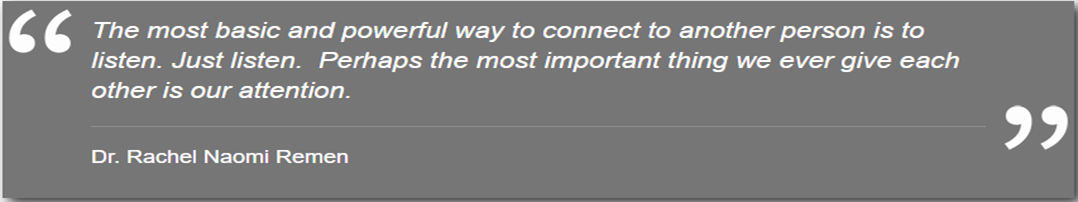 “ The most basic and powerful way to connect to another person is to
listen. Just listen.  Perhaps the most important thing we ever give each
other is our attention. ”
Dr. Rachel Naomi Remen